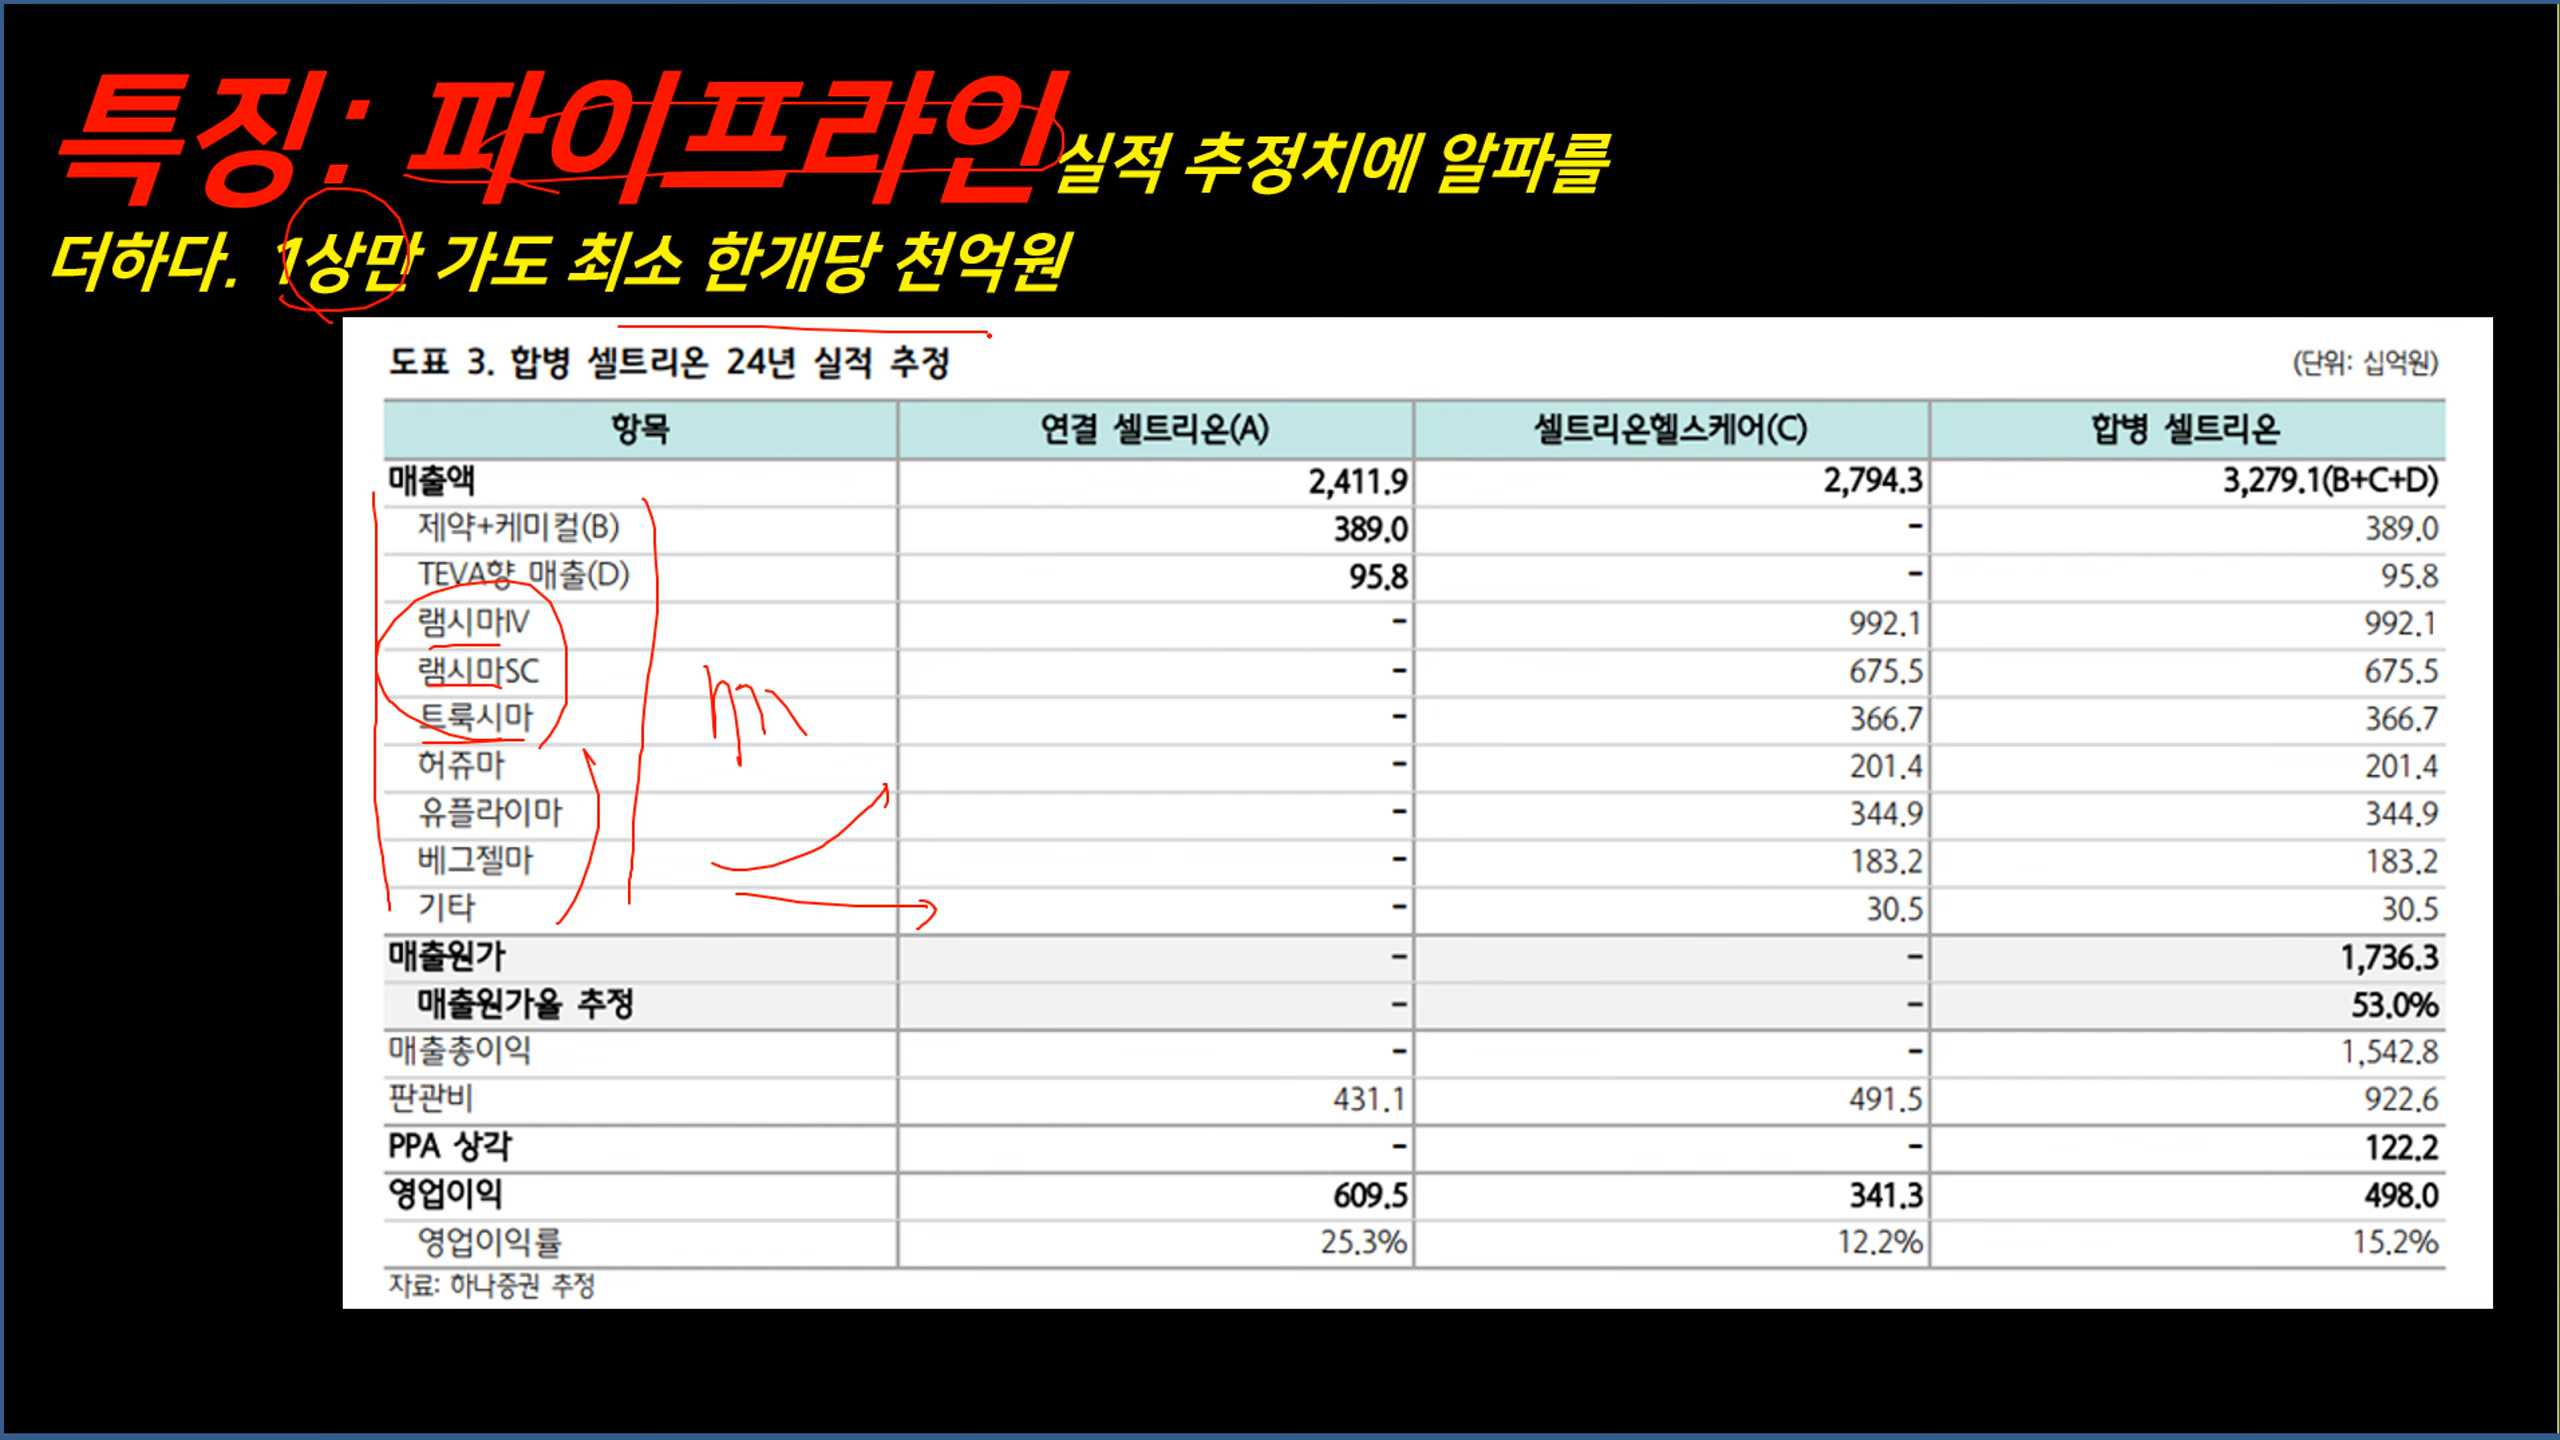 특징: 파이프라인실적 추정치에 알파를
더하다. 1상만 가도 최소 한개당 천억원
도표 3. 합병 셀트리온 24년 실적 추정 (단위: 십억원)
항목 연결 셀트리온(A) 셀트리온헬스케어(C) 합병 셀트리온
매출액 2,411.9 2,794.3 3,279.1(B+C+D)
제약+케미컬(B) 389.0 - 389.0
TEVA향 매출(D) 95.8 - 95.8
램시마IV - 992.1 992.1
램시마SC - 675.5 675.5
트룩시마 - 366.7 366.7
허쥬마 - 201.4 201.4
유플라이마 - 344.9 344.9
베그젤마 - 183.2 183.2
기타 - 30.5 30.5
매출원가 - - 1,736.3
매출원가율 추정 - - 53.0%
매출총이익 - - 1,542.8
판관비 431.1 491.5 922.6
PPA 상각 - - 122.2
영업이익 609.5 341.3 498.0
영업이익률 25.3% 12.2% 15.2%
자료: 하나증권 추정